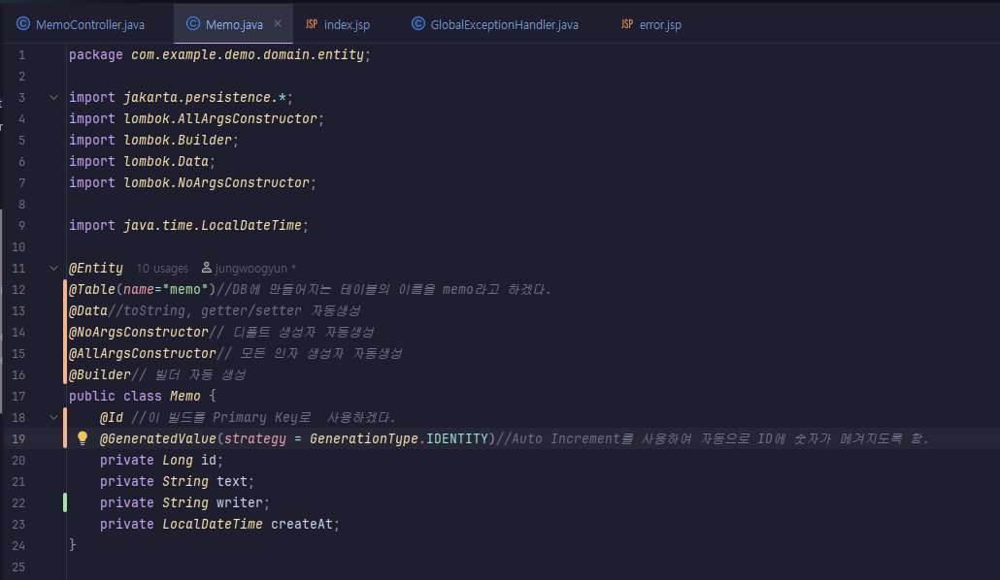 MemoController.java Memo.java index.jsp GlobalExceptionHandler.java error.jsp
1 package com.example.demo.domain.entity;
2
3 import jakarta.persistence.*;
4 import lombok.AllArgsConstructor;
5 import lombok.Builder;
6 import lombok.Data;
7 import lombok.NoArgsConstructor;
8
9 import java.time.LocalDateTime;
10
11 @Entity 10 usages jungwoogyun *
12 @Table(name="memo")//DB에 만들어지는 테이블의 이름을 memo라고 하겠다.
13 @Data//toString, getter/setter 자동생성
14 @NoArgsConstructor// 디폴트 생성자 자동생성
15 @AllArgsConstructor// 모든 인자 생성자 자동생성
16 @Builder// 빌더 자동 생성
17 public class Memo {
18 @Id //이 필드를 Primary Key로  사용하겠다.
19 @GeneratedValue(strategy = GenerationType.IDENTITY)//Auto Increment를 사용하여 자동으로 ID에 숫자가 메겨지도록 함.
20 private Long id;
21 private String text;
22 private String writer;
23 private LocalDateTime createAt;
24 }
25